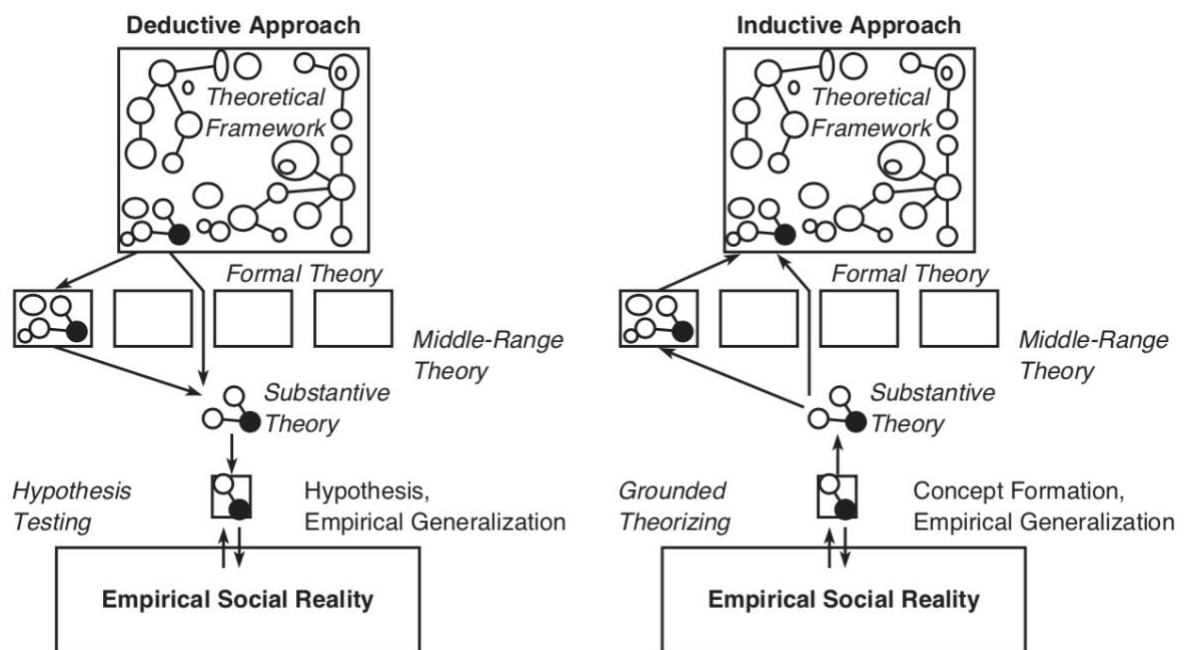 Deductive Approach
Theoretical
Framework
Formal Theory
Middle-Range
Theory
Substantive
Theory
Hypothesis
Testing
Hypothesis,
Empirical Generalization
Empirical Social Reality
Inductive Approach
Theoretical
Framework
Formal Theory
Middle-Range
Theory
Substantive
Theory
Grounded
Theorizing
Concept Formation,
Empirical Generalization
Empirical Social Reality